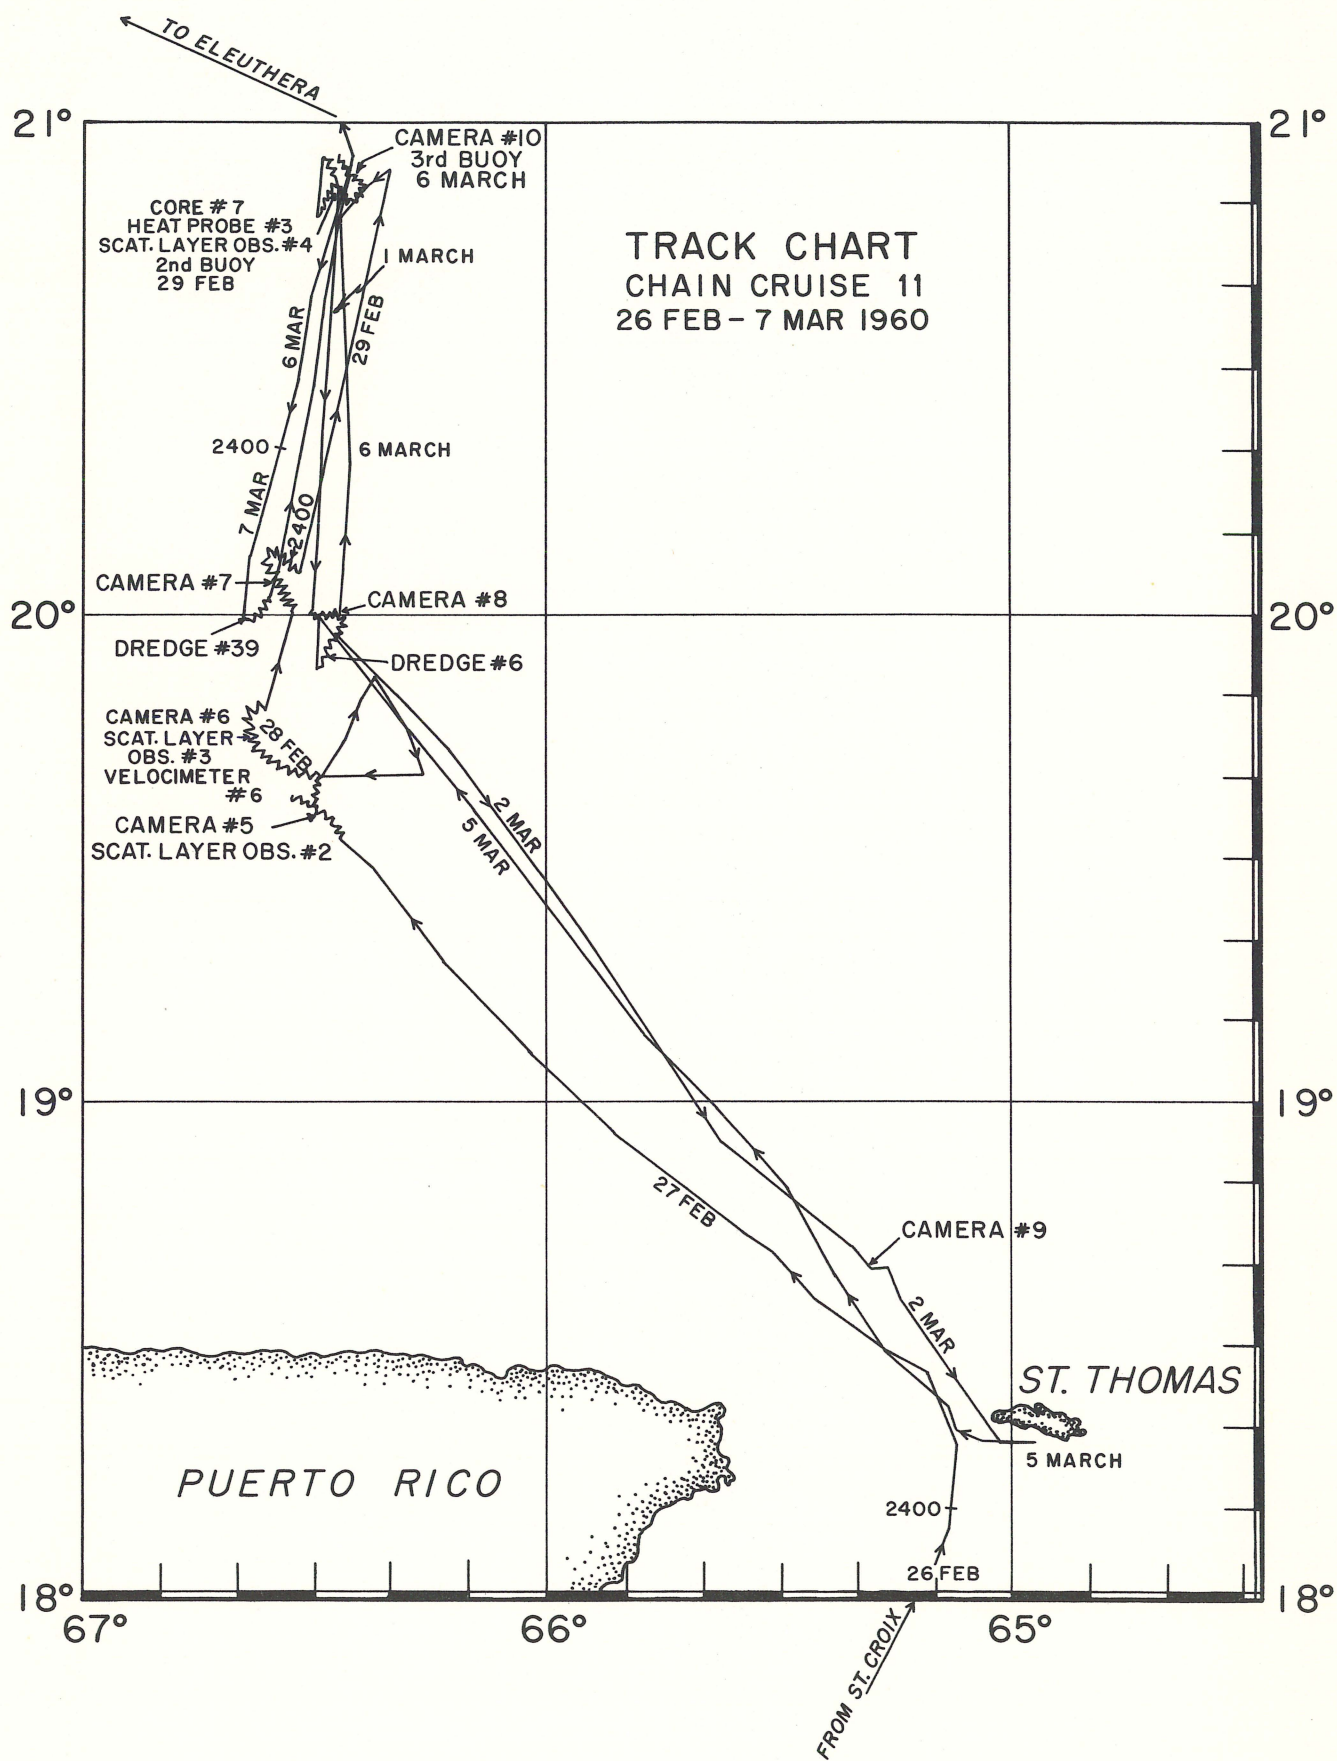 TO ELEUTHERA
21°
21°
CAMERA #10
3rd BUOY
6 MARCH
CORE #7
HEAT PROBE #3
SCAT. LAYER OBS. #4
2nd BUOY
29 FEB
TRACK CHART
CHAIN CRUISE 11
26 FEB – 7 MAR 1960
1 MARCH
6 MAR
29 FEB
2400
6 MARCH
7 MAR
2400
CAMERA #7
CAMERA #8
20°
20°
DREDGE #39
DREDGE #6
CAMERA #6
SCAT. LAYER
OBS. #3
VELOCIMETER
#6
28 FEB
CAMERA #5
SCAT. LAYER OBS. #2
2 MAR
5 MAR
19°
19°
27 FEB
CAMERA #9
2 MAR
ST. THOMAS
5 MARCH
PUERTO RICO
2400
26 FEB
18°
18°
67°
66°
65°
FROM ST. CROIX